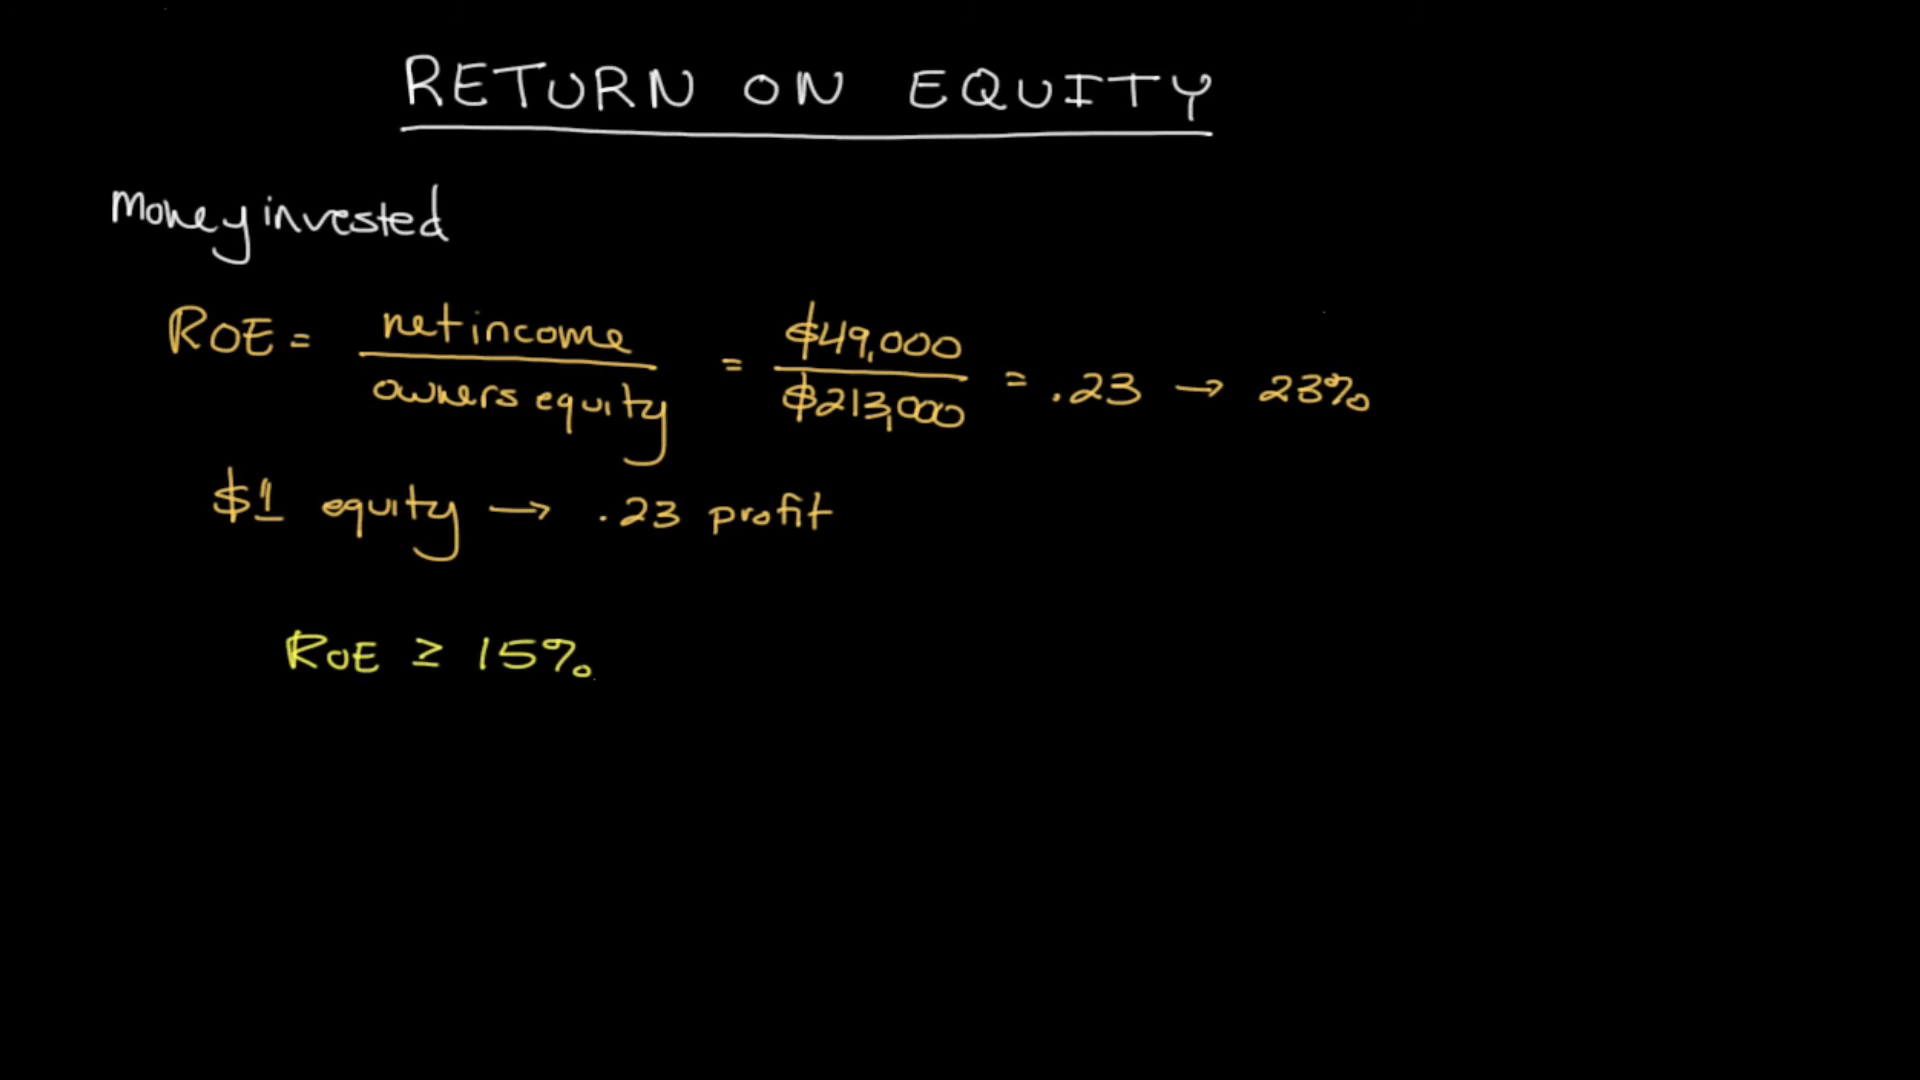 RETURN ON EQUITY
Money invested
ROE = net income / owners equity = $49,000 / $213,000 = .23 → 23%
$1 equity → .23 profit
ROE ≥ 15%